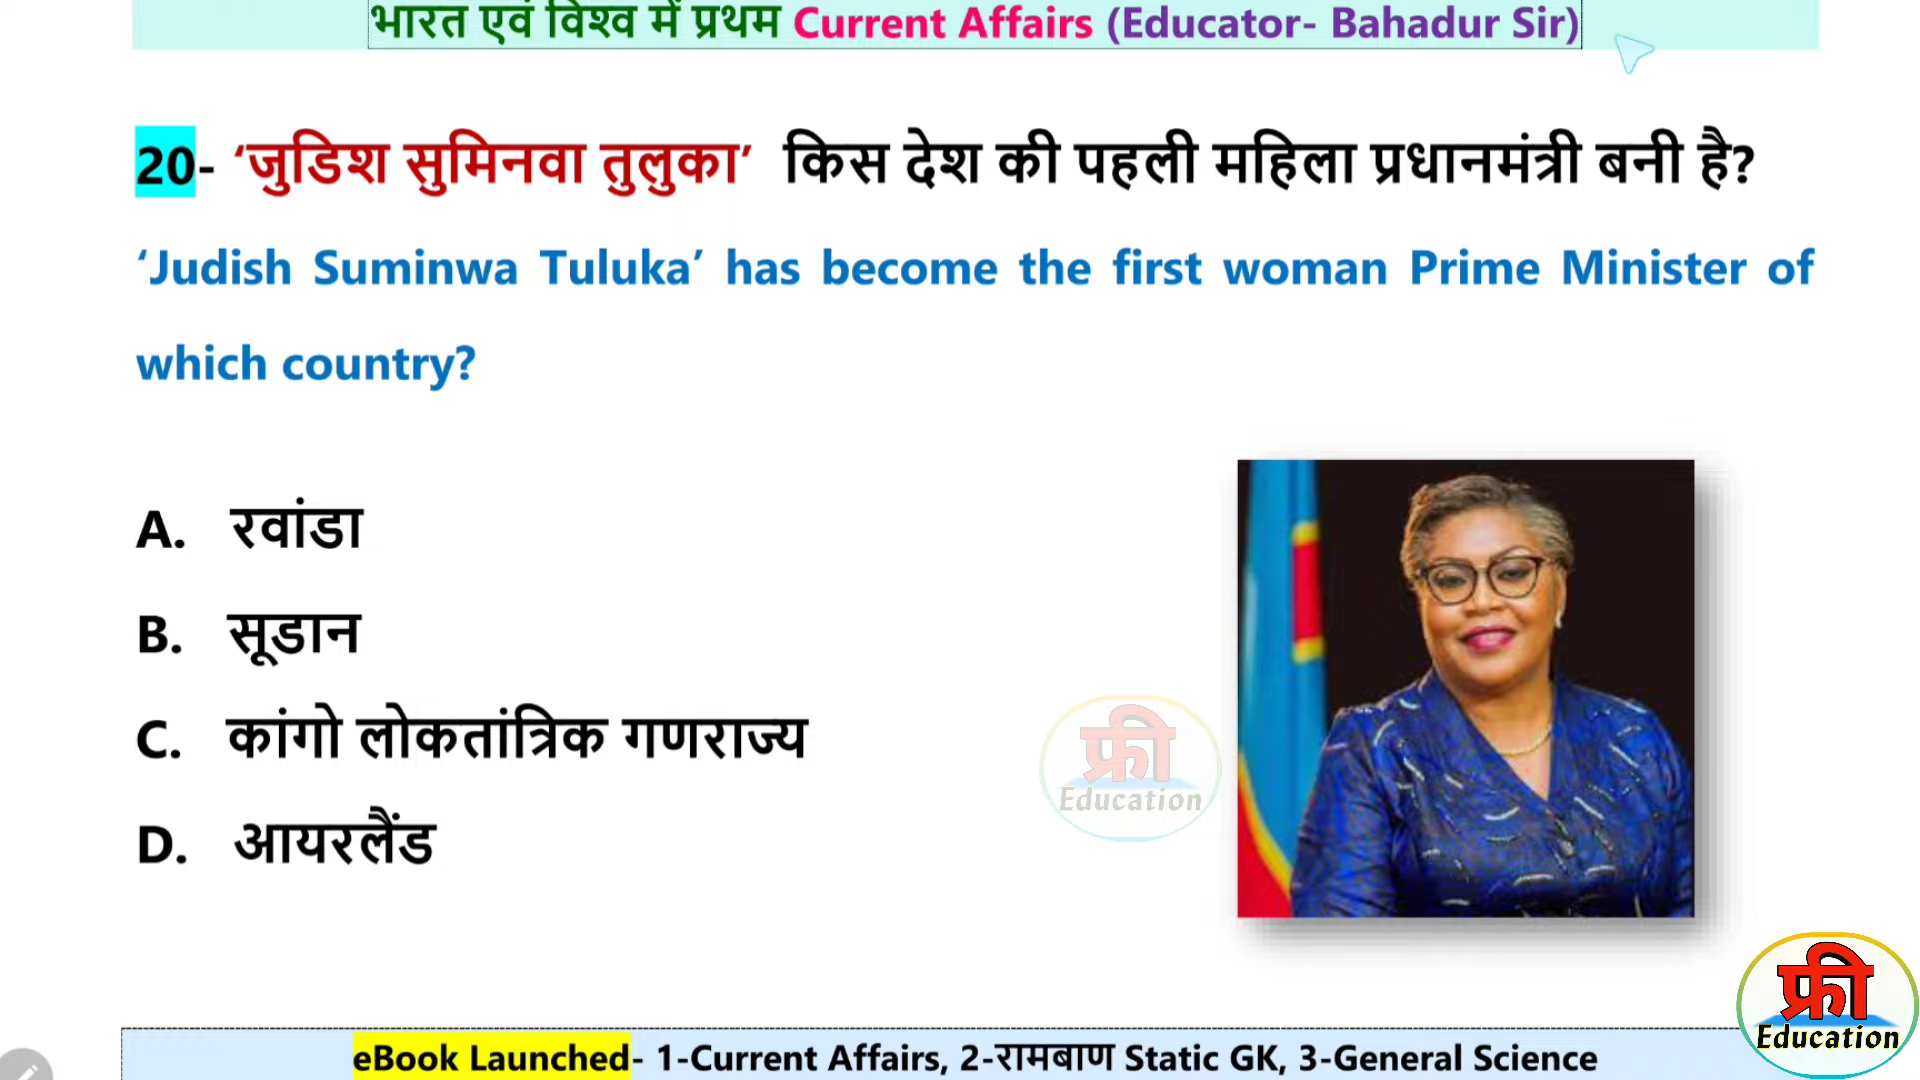 भारत एवं विश्व में प्रथम Current Affairs (Educator- Bahadur Sir)
20- ‘जुडिश सुमिनवा तुलुका’ किस देश की पहली महिला प्रधानमंत्री बनी है?
‘Judish Suminwa Tuluka’ has become the first woman Prime Minister of
which country?
A. रवांडा
B. सूडान
C. कांगो लोकतांत्रिक गणराज्य
D. आयरलैंड
फ्री
Education
फ्री
Education
eBook Launched- 1-Current Affairs, 2-रामबाण Static GK, 3-General Science